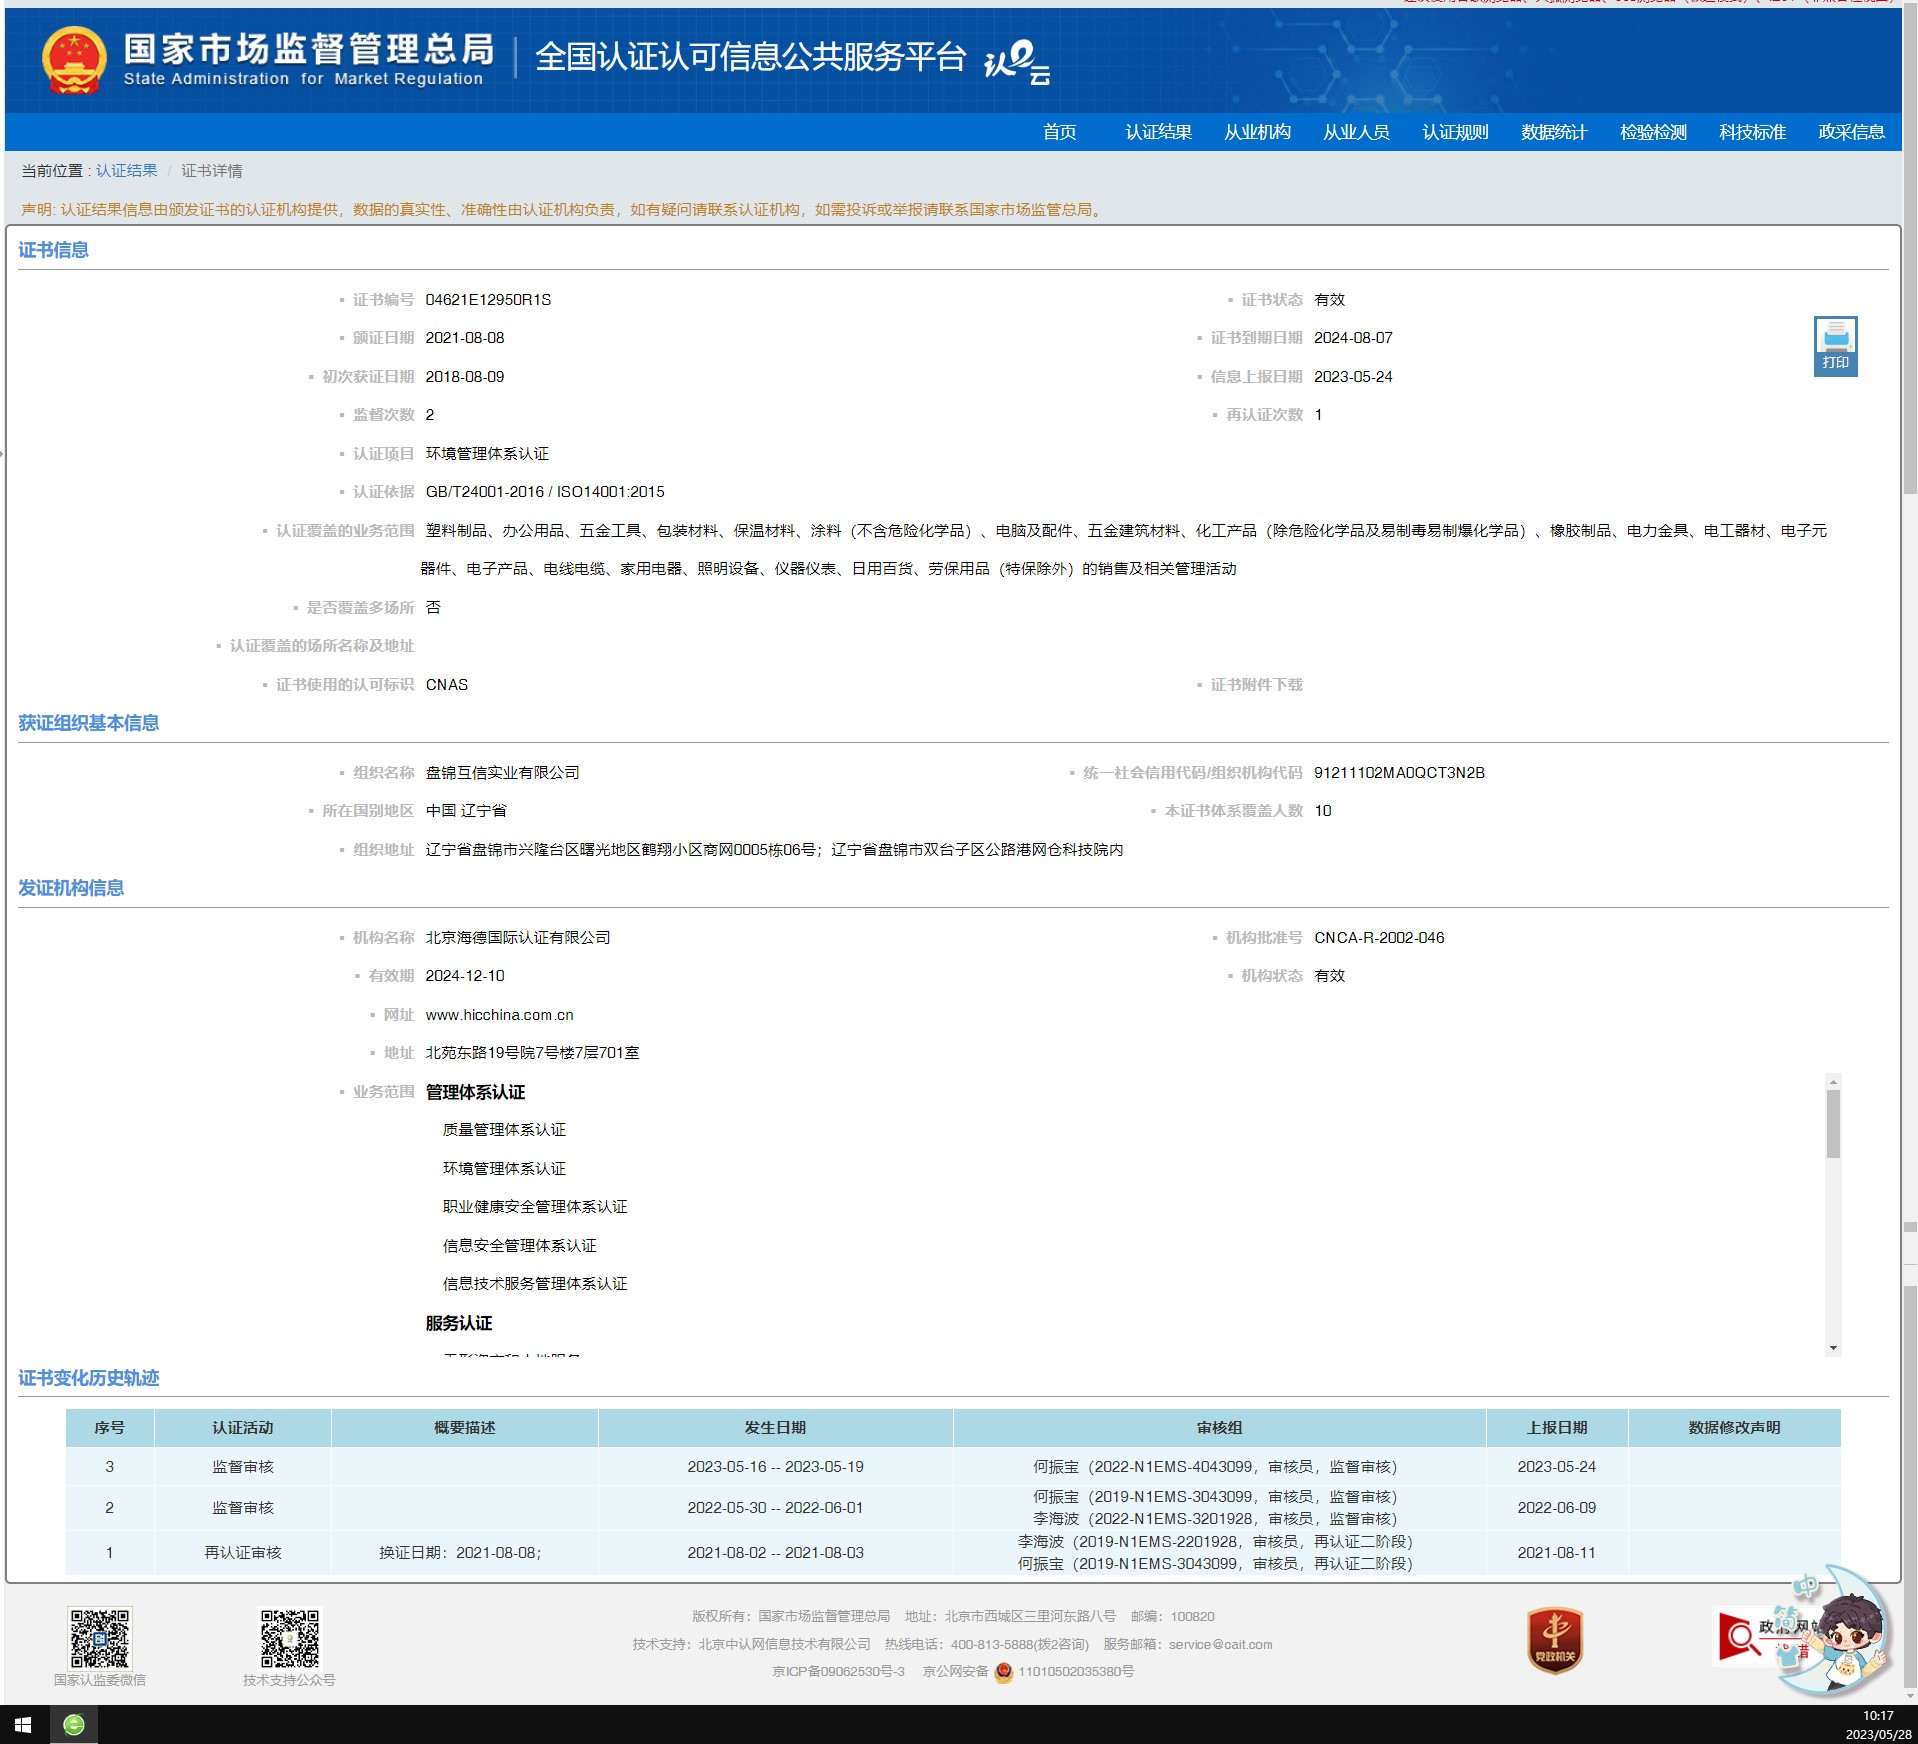 国家市场监督管理总局
State Administration for Market Regulation
全国认证认可信息公共服务平台
认e云
首页 认证结果 从业机构 从业人员 认证规则 数据统计 检验检测 科技标准 政采信息
当前位置 : 认证结果 / 证书详情
声明: 认证结果信息由颁发证书的认证机构提供，数据的真实性、准确性由认证机构负责，如有疑问请联系认证机构，如需投诉或举报请联系国家市场监管总局。
证书信息
证书编号 04621E12950R1S 证书状态 有效
颁证日期 2021-08-08 证书到期日期 2024-08-07
打印
初次获证日期 2018-08-09 信息上报日期 2023-05-24
监督次数 2 再认证次数 1
认证项目 环境管理体系认证
认证依据 GB/T24001-2016 / ISO14001:2015
认证覆盖的业务范围 塑料制品、办公用品、五金工具、包装材料、保温材料、涂料（不含危险化学品）、电脑及配件、五金建筑材料、化工产品（除危险化学品及易制毒易制爆化学品）、橡胶制品、电力金具、电工器材、电子元
器件、电子产品、电线电缆、家用电器、照明设备、仪器仪表、日用百货、劳保用品（特保除外）的销售及相关管理活动
是否覆盖多场所 否
认证覆盖的场所名称及地址
证书使用的认可标识 CNAS 证书附件下载
获证组织基本信息
组织名称 盘锦互信实业有限公司 统一社会信用代码/组织机构代码 91211102MA0QCT3N2B
所在国别地区 中国 辽宁省 本证书体系覆盖人数 10
组织地址 辽宁省盘锦市兴隆台区曙光地区鹤翔小区商网0005栋06号；辽宁省盘锦市双台子区公路港网仓科技院内
发证机构信息
机构名称 北京海德国际认证有限公司 机构批准号 CNCA-R-2002-046
有效期 2024-12-10 机构状态 有效
网址 www.hicchina.com.cn
地址 北苑东路19号院7号楼7层701室
业务范围 管理体系认证
质量管理体系认证
环境管理体系认证
职业健康安全管理体系认证
信息安全管理体系认证
信息技术服务管理体系认证
服务认证
证书变化历史轨迹
序号 认证活动 概要描述 发生日期 审核组 上报日期 数据修改声明
3 监督审核 2023-05-16 -- 2023-05-19 何振宝（2022-N1EMS-4043099，审核员，监督审核） 2023-05-24
2 监督审核 2022-05-30 -- 2022-06-01 何振宝（2019-N1EMS-3043099，审核员，监督审核） 2022-06-09
李海波（2022-N1EMS-3201928，审核员，监督审核）
1 再认证审核 换证日期：2021-08-08; 2021-08-02 -- 2021-08-03 李海波（2019-N1EMS-2201928，审核员，再认证二阶段） 2021-08-11
何振宝（2019-N1EMS-3043099，审核员，再认证二阶段）
国家认监委微信
技术支持公众号
版权所有：国家市场监督管理总局 地址：北京市西城区三里河东路八号 邮编：100820
技术支持：北京中认网信息技术有限公司 热线电话：400-813-5888(拨2咨询) 服务邮箱：service@cait.com
京ICP备09062530号-3 京公网安备 11010502035380号
党政机关
中
简
10:17
2023/05/28